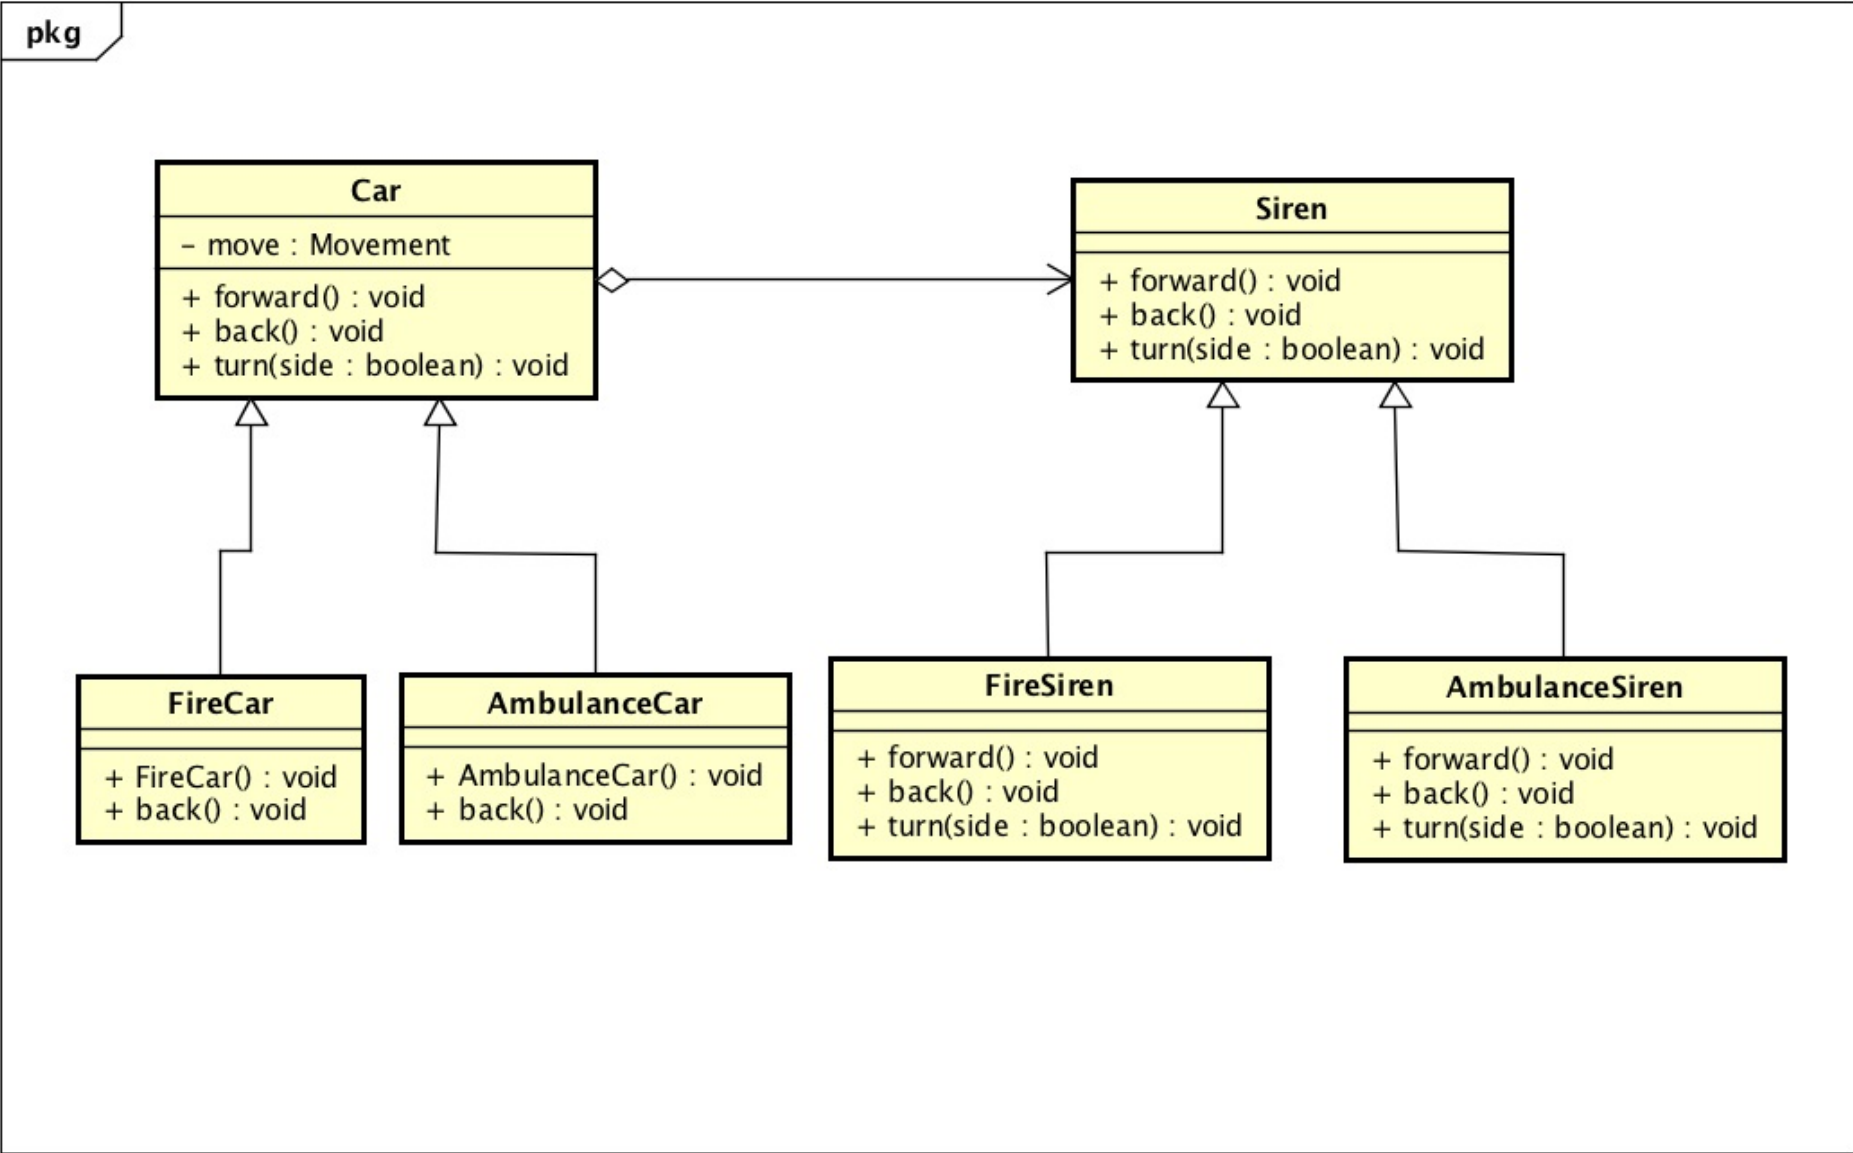 pkg
Car
- move : Movement
+ forward() : void
+ back() : void
+ turn(side : boolean) : void
Siren
+ forward() : void
+ back() : void
+ turn(side : boolean) : void
FireCar
+ FireCar() : void
+ back() : void
AmbulanceCar
+ AmbulanceCar() : void
+ back() : void
FireSiren
+ forward() : void
+ back() : void
+ turn(side : boolean) : void
AmbulanceSiren
+ forward() : void
+ back() : void
+ turn(side : boolean) : void